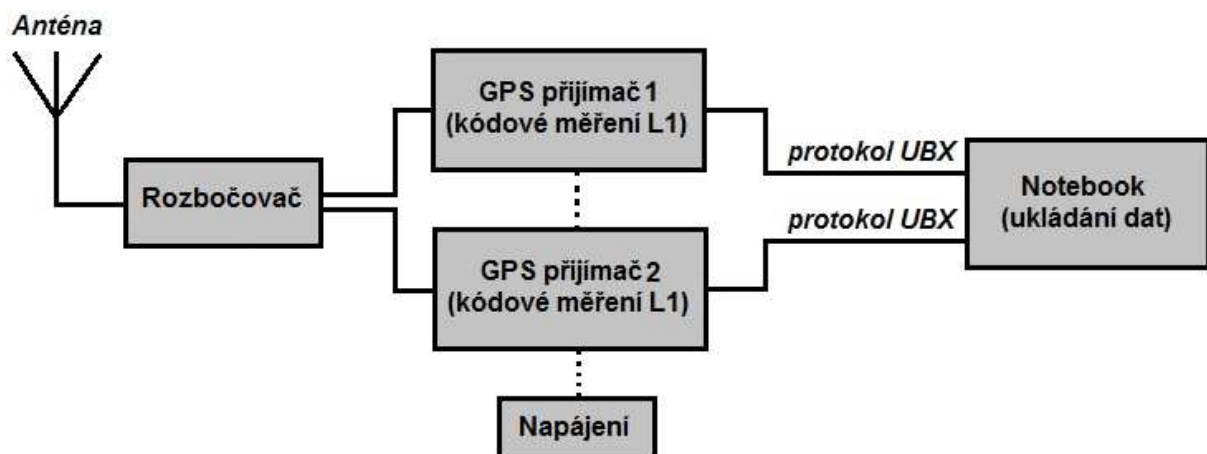 Anténa
Rozbočovač
GPS přijímač 1
(kódové měření L1)
GPS přijímač 2
(kódové měření L1)
Napájení
protokol UBX
protokol UBX
Notebook
(ukládání dat)